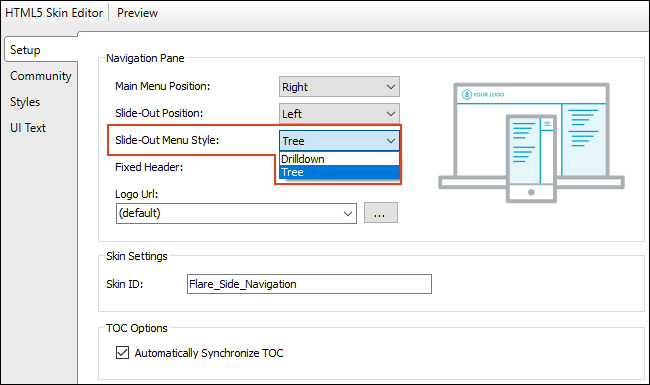 HTML5 Skin Editor Preview
Setup
Community
Styles
UI Text
Navigation Pane
Main Menu Position: Right
Slide-Out Position: Left
Slide-Out Menu Style: Tree
Drilldown
Fixed Header: Tree
Logo Url:
(default) ...
YOUR LOGO
Skin Settings
Skin ID: Flare_Side_Navigation
TOC Options
Automatically Synchronize TOC